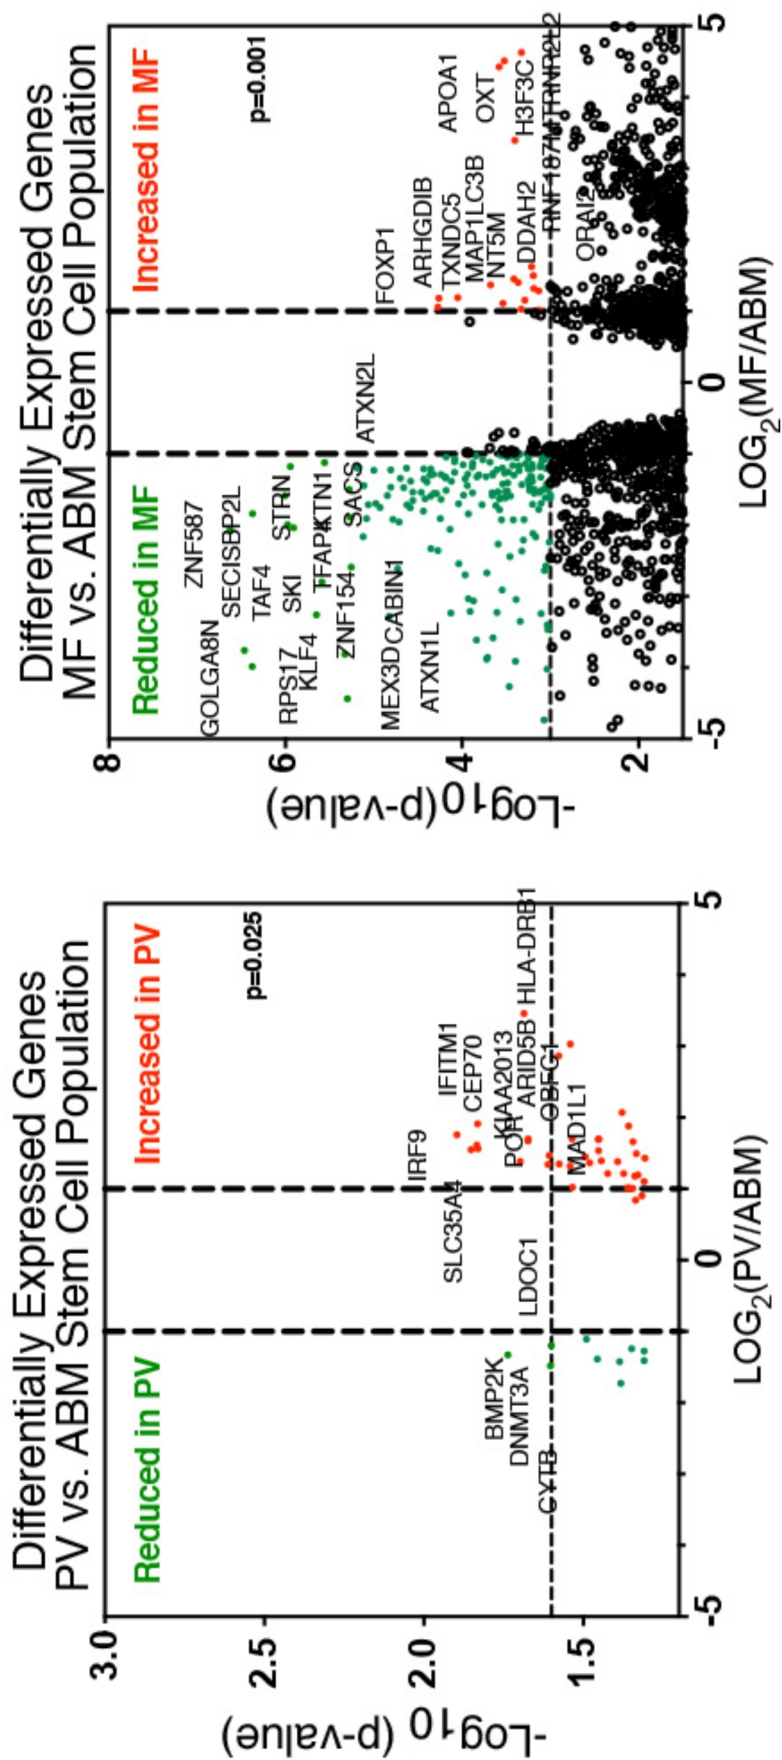 Differentially Expressed Genes
PV vs. ABM Stem Cell Population
Reduced in PV
Increased in PV
p=0.025
3.0
2.5
2.0
1.5
-Log10 (p-value)
IRF9
SLC35A4
IFITM1
CEP70
BMP2K
KIAA2013
POR
DNMT3A
LDOC1
ARID5B
HLA-DRB1
CYTB
OBFC1
MAD1L1
-5
0
5
LOG2(PV/ABM)
Differentially Expressed Genes
MF vs. ABM Stem Cell Population
Reduced in MF
Increased in MF
p=0.001
8
6
4
2
-Log10(p-value)
ZNF587
GOLGA8N
SECISBP2L
TAF4
STRN
SKI
RPS17
KLF4
TFAP4
KTN1
ZNF154
SACS
ATXN2L
MEX3D
CABIN1
ATXN1L
FOXP1
ARHGDIB
TXNDC5
APOA1
MAP1LC3B
OXT
NT5M
DDAH2
H3F3C
RNF187
MTRNR2L2
ORAI2
-5
0
5
LOG2(MF/ABM)